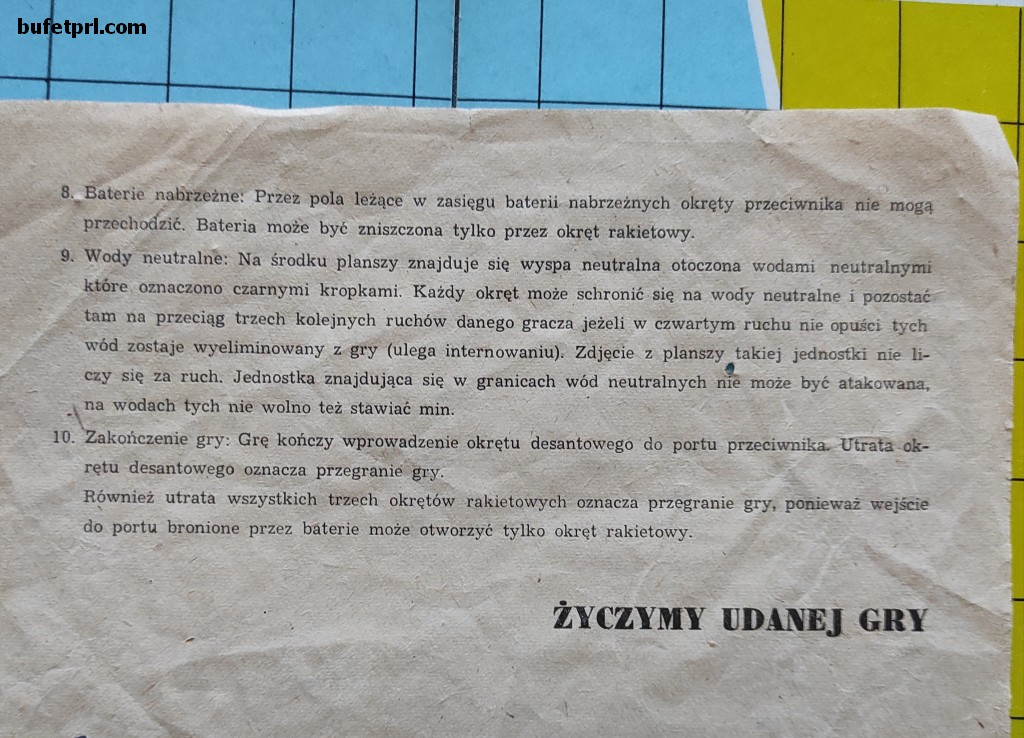 bufetprl.com
8. Baterie nabrzeżne: Przez pola leżące w zasięgu baterii nabrzeżnych okręty przeciwnika nie mogą
przechodzić. Bateria może być zniszczona tylko przez okręt rakietowy.
9. Wody neutralne: Na środku planszy znajduje się wyspa neutralna otoczona wodami neutralnymi
które oznaczono czarnymi kropkami. Każdy okręt może schronić się na wody neutralne i pozostać
tam na przeciąg trzech kolejnych ruchów danego gracza jeżeli w czwartym ruchu nie opuści tych
wód zostaje wyeliminowany z gry (ulega internowaniu). Zdjęcie z planszy takiej jednostki nie li-
czy się za ruch. Jednostka znajdująca się w granicach wód neutralnych nie może być atakowana,
na wodach tych nie wolno też stawiać min.
10. Zakończenie gry: Grę kończy wprowadzenie okrętu desantowego do portu przeciwnika. Utrata ok-
rętu desantowego oznacza przegranie gry.
Również utrata wszystkich trzech okrętów rakietowych oznacza przegranie gry, ponieważ wejście
do portu bronione przez baterie może otworzyć tylko okręt rakietowy.
ŻYCZYMY UDANEJ GRY